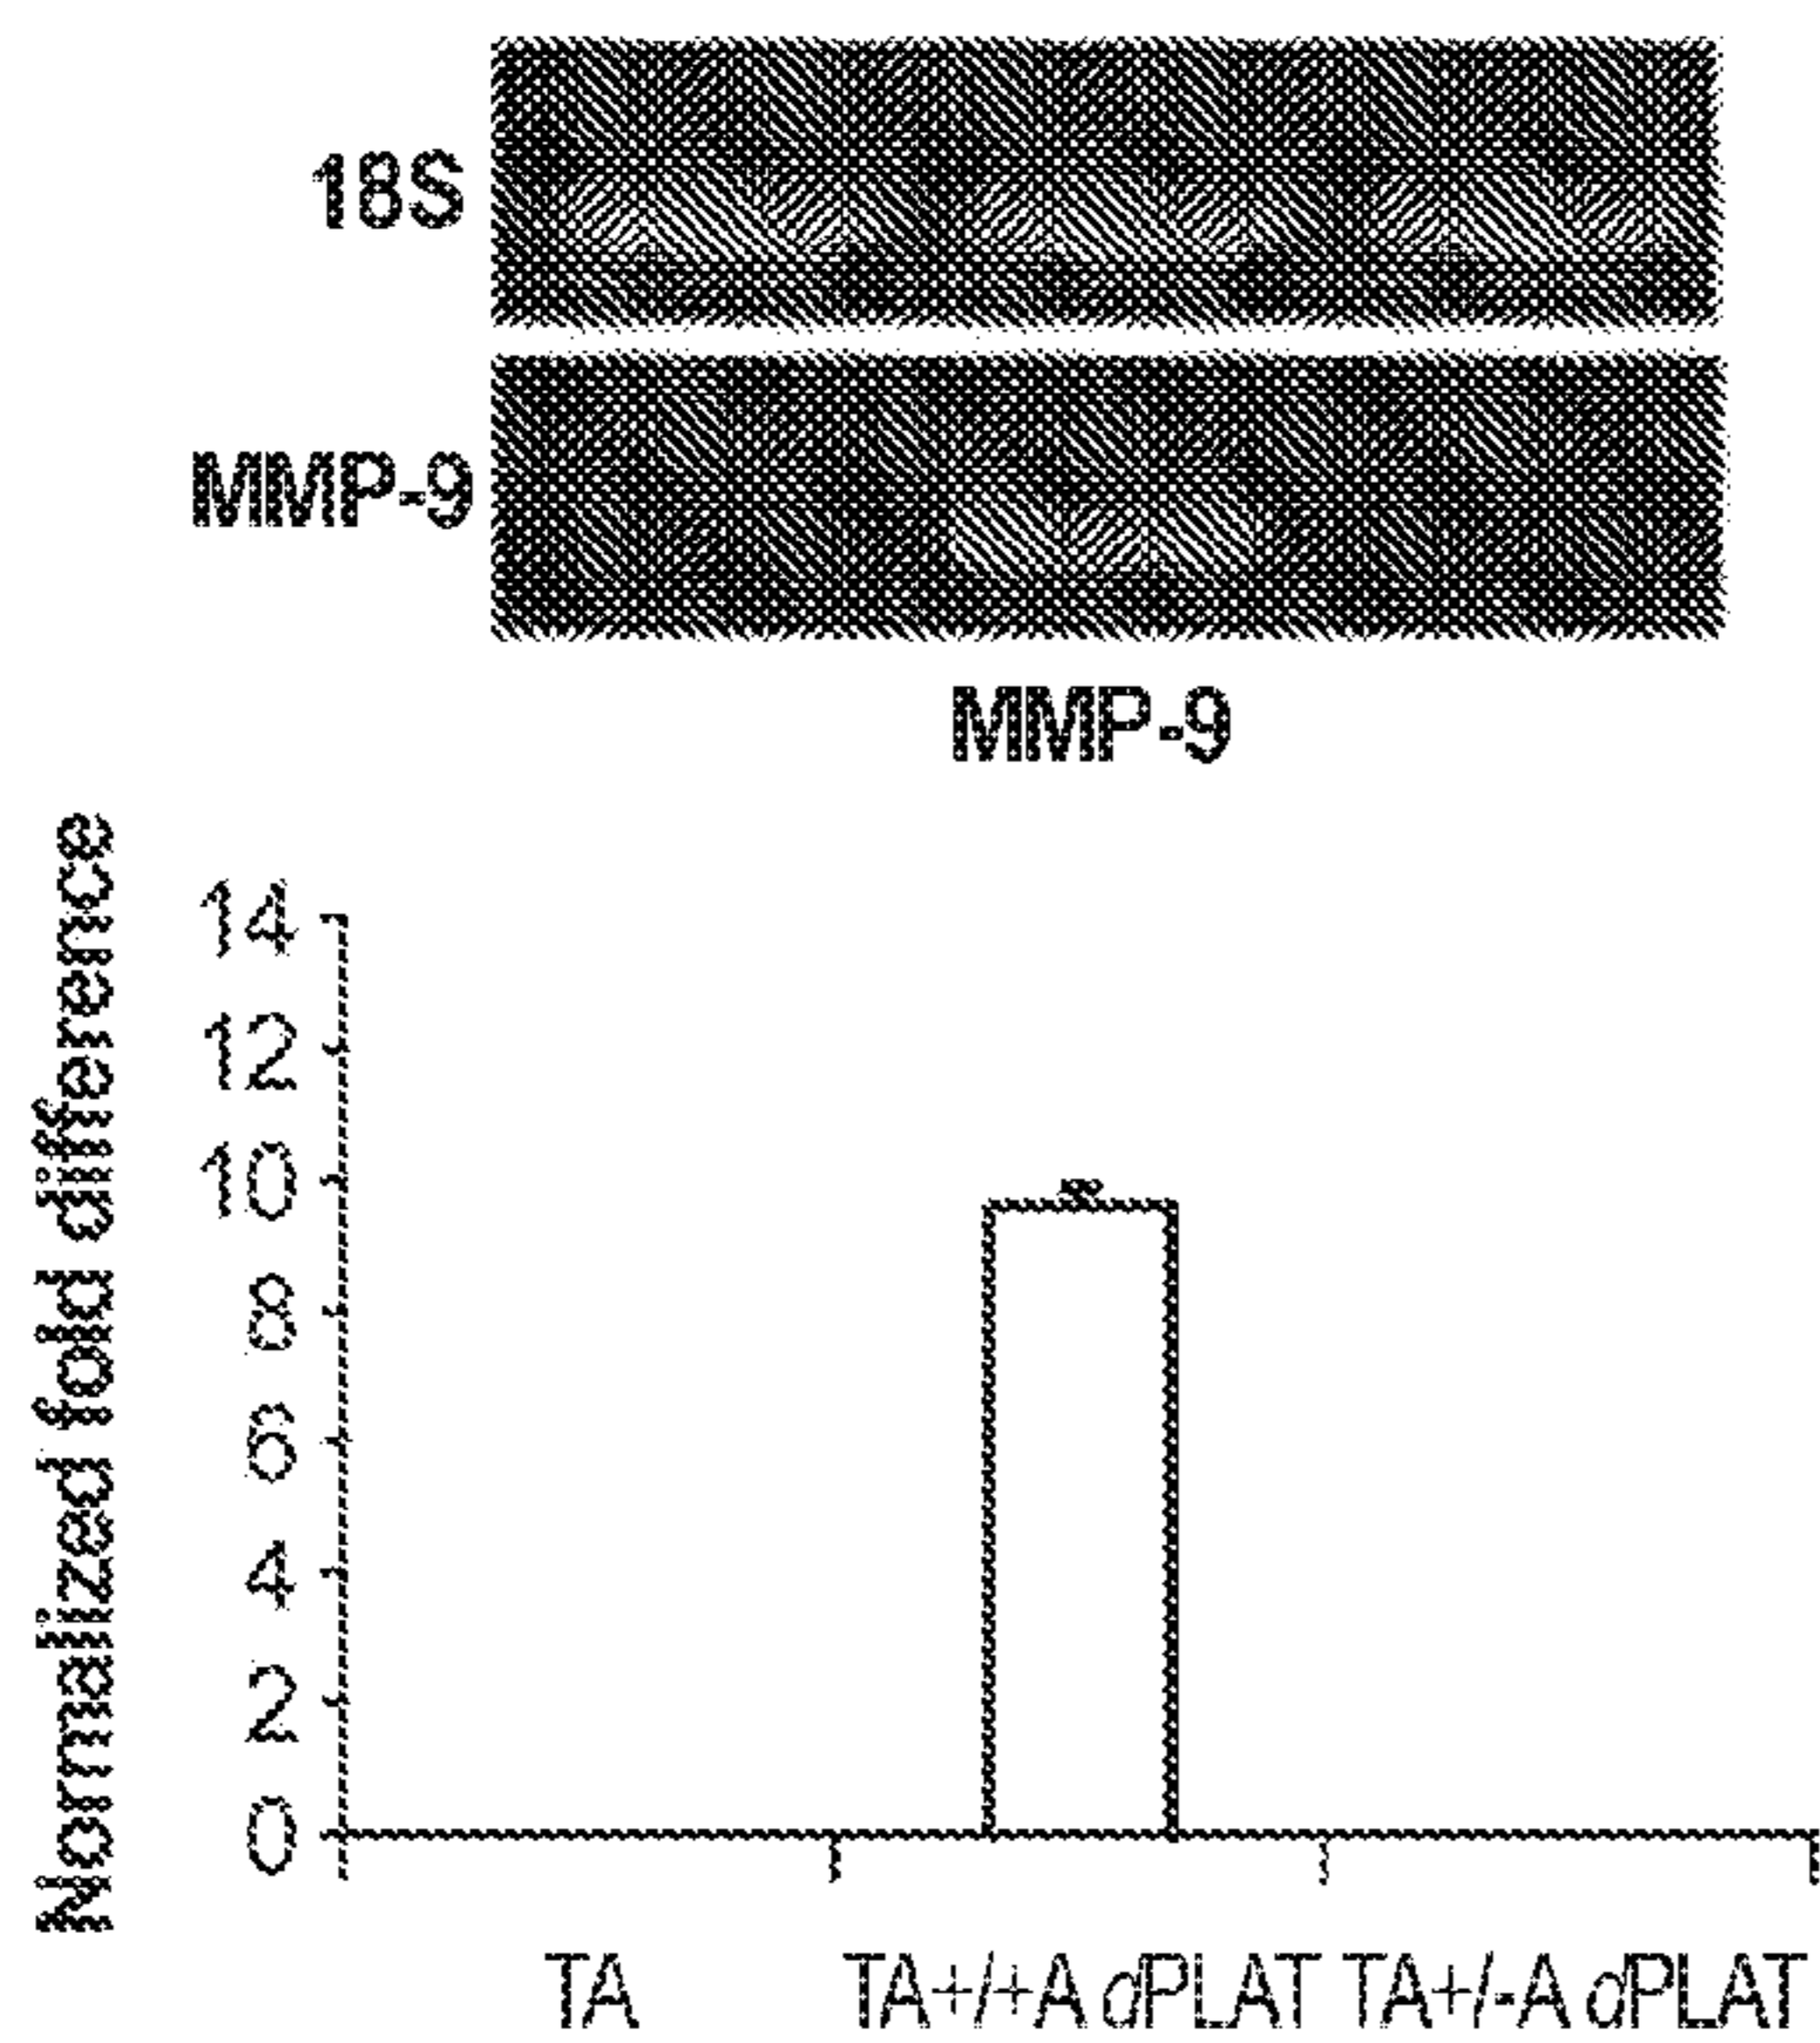 18S
MMP-9
MMP-9
Normalized fold difference
14
12
10
8
6
4
2
0
TA TA+/+A dPLAT TA+/-A dPLAT